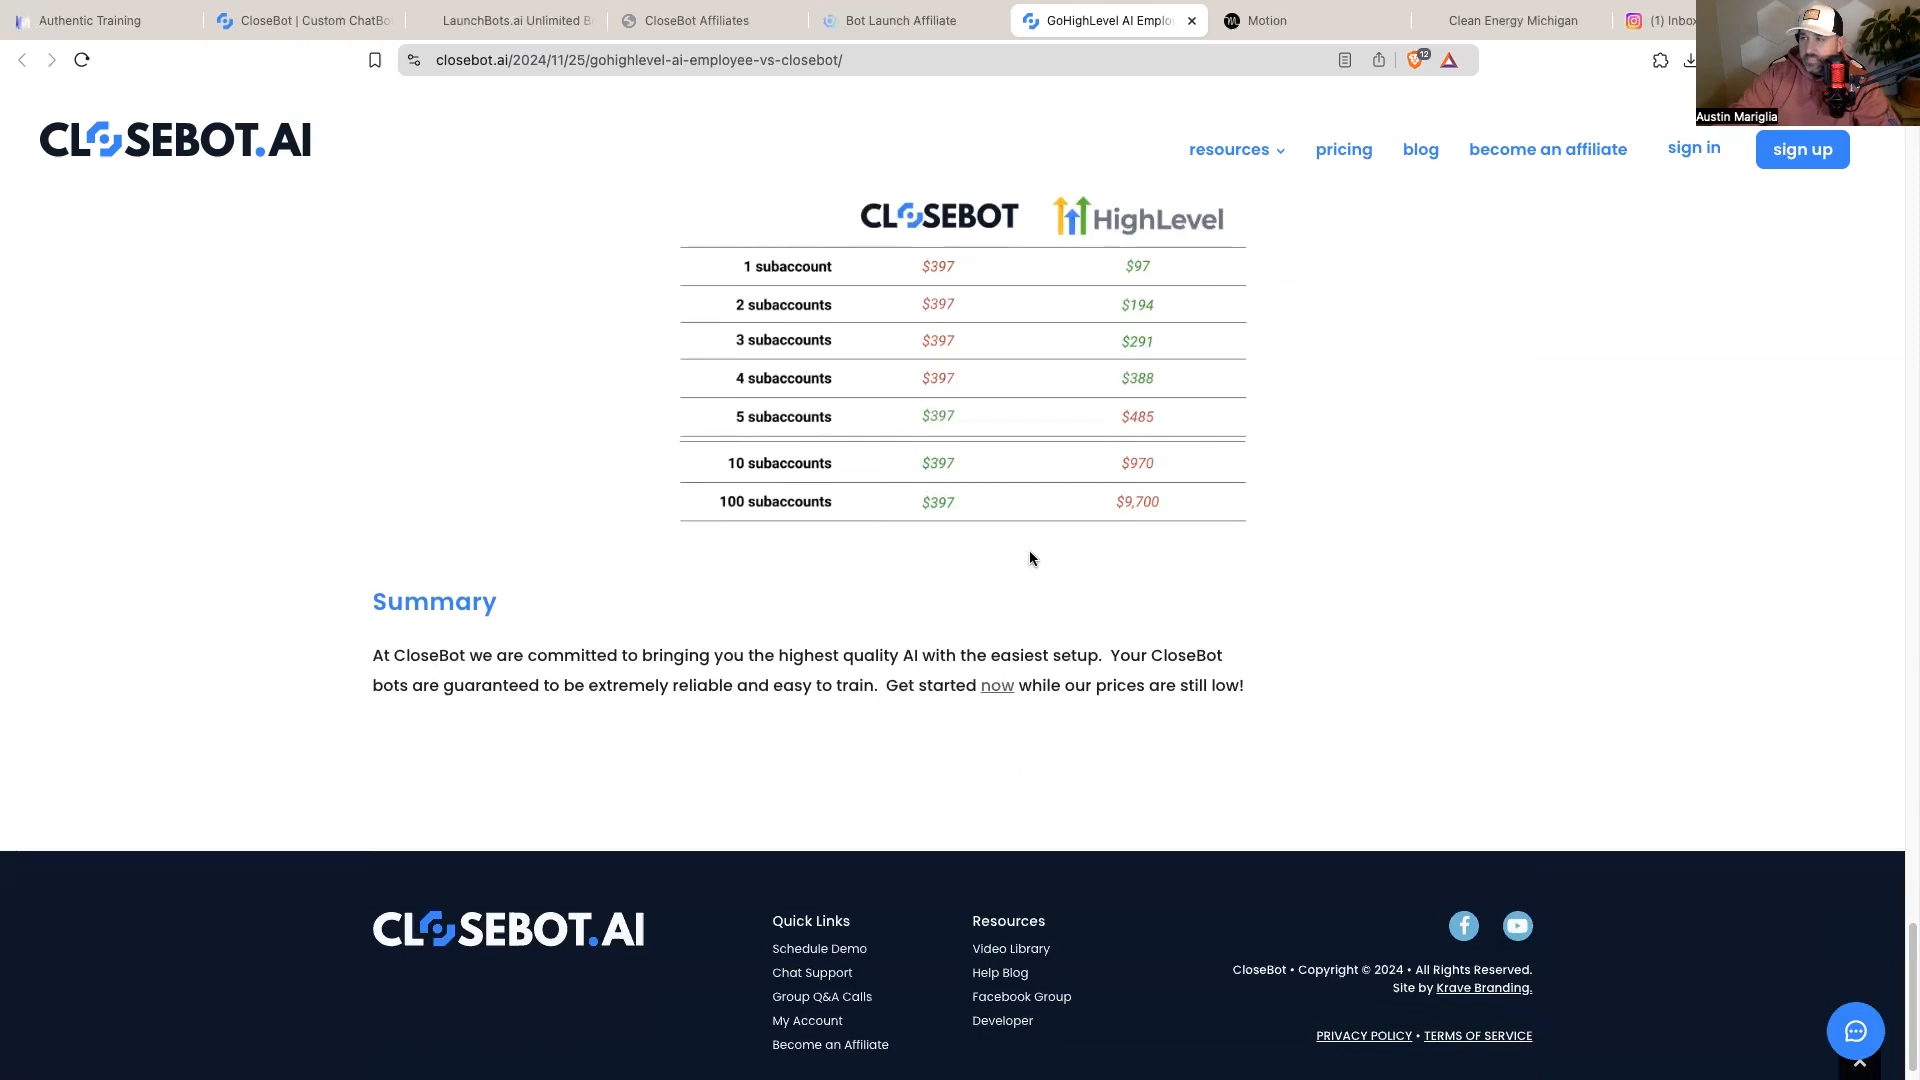 Authentic Training
CloseBot | Custom ChatBo
LaunchBots.ai Unlimited B
CloseBot Affiliates
Bot Launch Affiliate
GoHighLevel AI Emplo
Motion
Clean Energy Michigan
(1) Inbox
closebot.ai/2024/11/25/gohighlevel-ai-employee-vs-closebot/
12
Austin Mariglia
CLOSEBOT.AI
resources
pricing
blog
become an affiliate
sign in
sign up
CLOSEBOT HighLevel
1 subaccount $397 $97
2 subaccounts $397 $194
3 subaccounts $397 $291
4 subaccounts $397 $388
5 subaccounts $397 $485
10 subaccounts $397 $970
100 subaccounts $397 $9,700
Summary
At CloseBot we are committed to bringing you the highest quality AI with the easiest setup. Your CloseBot
bots are guaranteed to be extremely reliable and easy to train. Get started now while our prices are still low!
CLOSEBOT.AI
Quick Links
Schedule Demo
Chat Support
Group Q&A Calls
My Account
Become an Affiliate
Resources
Video Library
Help Blog
Facebook Group
Developer
CloseBot • Copyright © 2024 • All Rights Reserved.
Site by Krave Branding.
PRIVACY POLICY • TERMS OF SERVICE